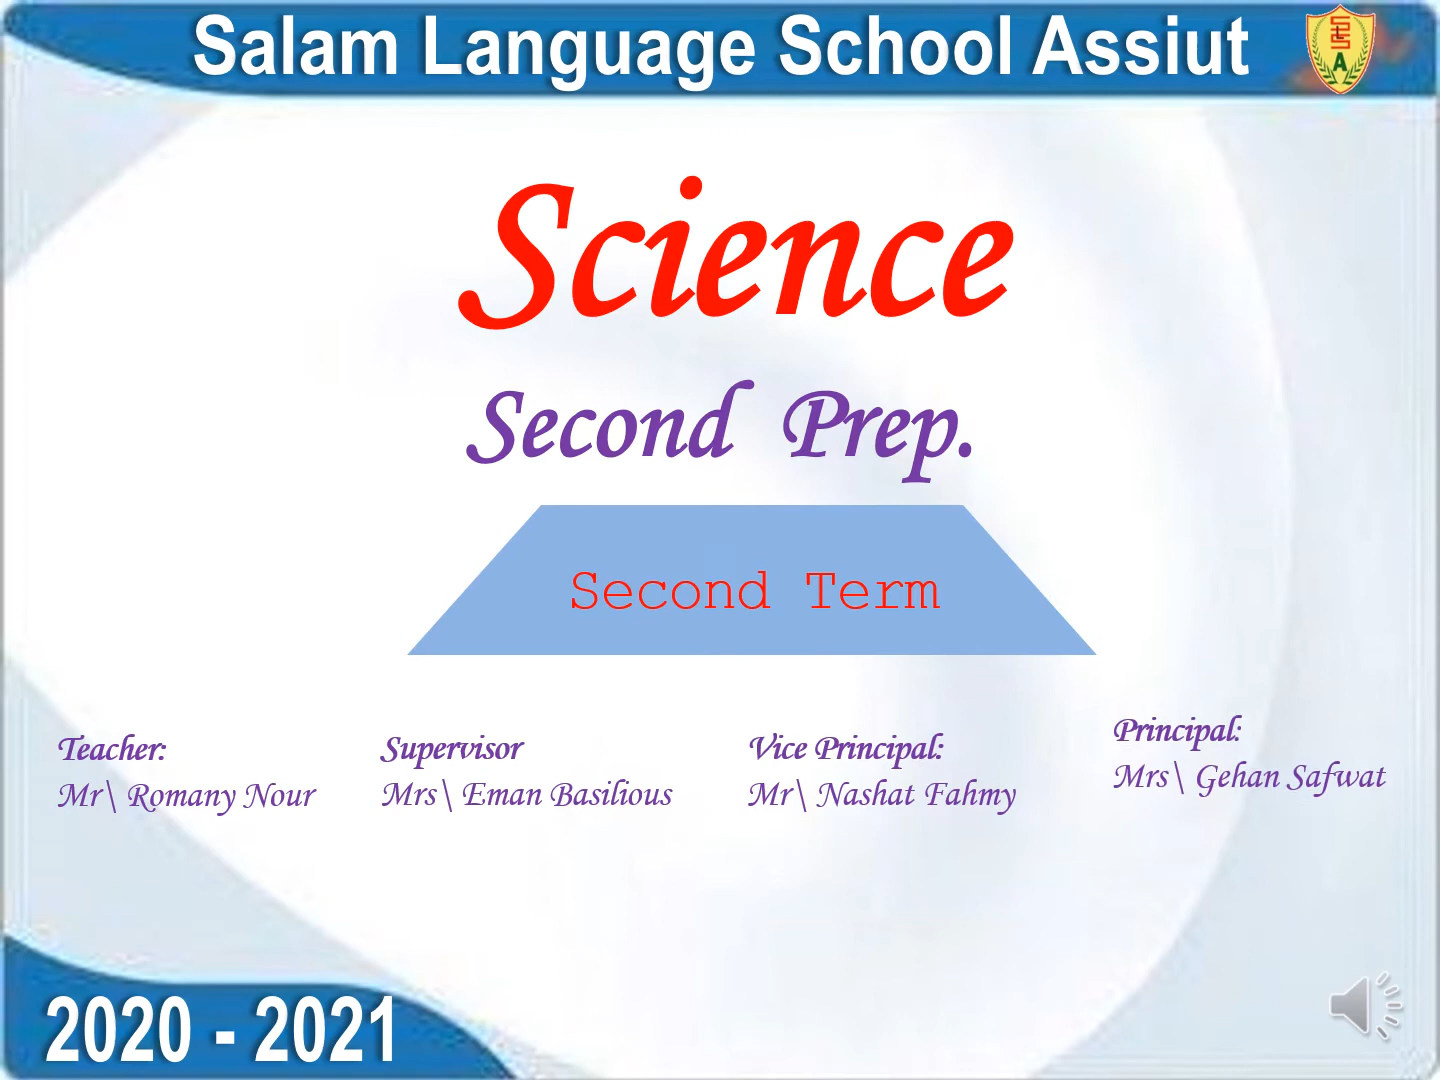 Salam Language School Assiut
Science
Second Prep.
Second Term
Teacher:
Mr\ Romany Nour
Supervisor
Mrs\ Eman Basilious
Vice Principal:
Mr\ Nashat Fahmy
Principal:
Mrs\ Gehan Safwat
2020 - 2021